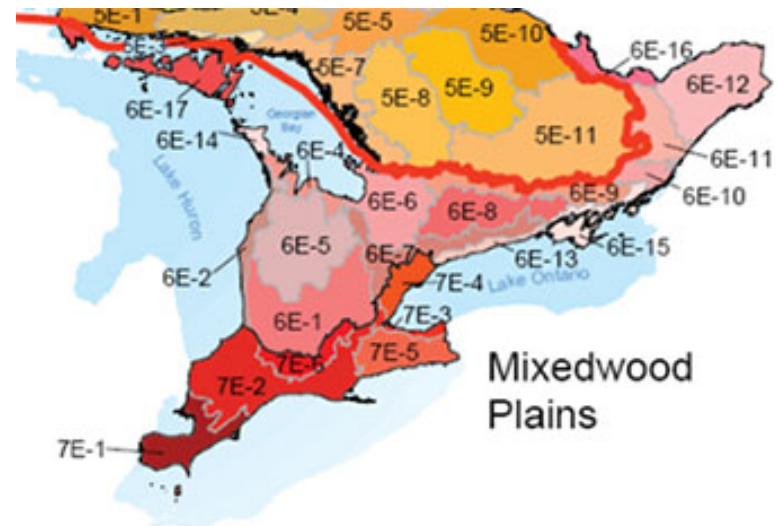 5E-1
5E-4
5E-5
5E-10
5E-3
6E-16
5E-7
6E-12
6E-17
5E-8
5E-9
Georgian
Bay
6E-14
5E-11
6E-4
6E-11
Lake Huron
6E-6
6E-9
6E-10
6E-8
6E-5
6E-7
6E-13
6E-15
6E-2
7E-4
Lake Ontario
7E-3
6E-1
7E-5
7E-6
7E-2
Mixedwood
Plains
7E-1